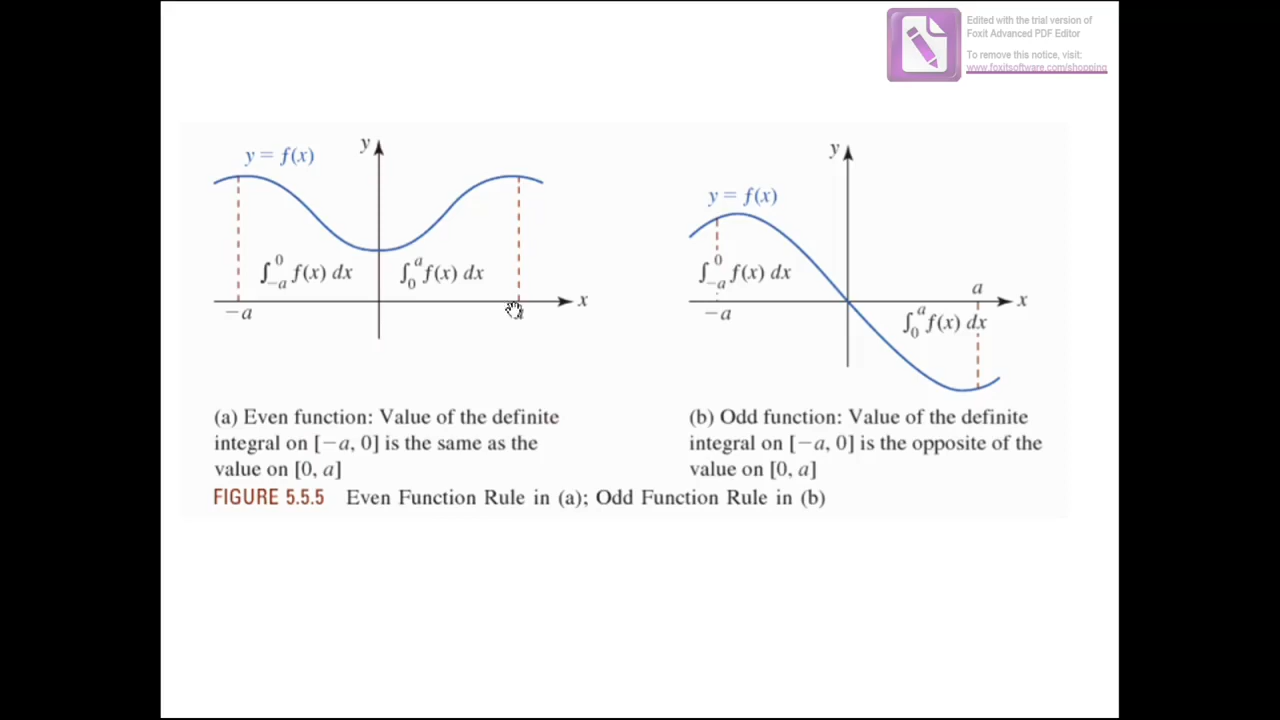 Edited with the trial version of
Foxit Advanced PDF Editor
To remove this notice, visit:
www.foxitsoftware.com/shopping
y = f(x)
y
∫_{-a}^{0} f(x) dx
∫_{0}^{a} f(x) dx
x
−a
y
y = f(x)
∫_{-a}^{0} f(x) dx
a
x
−a
∫_{0}^{a} f(x) dx
(a) Even function: Value of the definite
integral on [−a, 0] is the same as the
value on [0, a]
(b) Odd function: Value of the definite
integral on [−a, 0] is the opposite of the
value on [0, a]
FIGURE 5.5.5 Even Function Rule in (a); Odd Function Rule in (b)